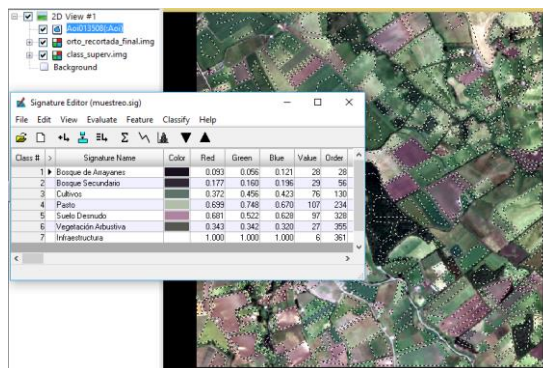 2D View #1
Aoi013508(:Aoi)
orto_recortada_final.img
class_superv.img
Background
Signature Editor (muestreo.sig)
File Edit View Evaluate Feature Classify Help
Class # > Signature Name Color Red Green Blue Value Order
1 > Bosque de Arrayanes 0.093 0.056 0.121 28 28
2 Bosque Secundario 0.177 0.160 0.196 29 56
3 Cultivos 0.372 0.456 0.423 76 130
4 Pasto 0.699 0.748 0.670 107 234
5 Suelo Desnudo 0.681 0.522 0.628 97 328
6 Vegetación Arbustiva 0.343 0.342 0.320 27 355
7 Infraestructura 1.000 1.000 1.000 6 361